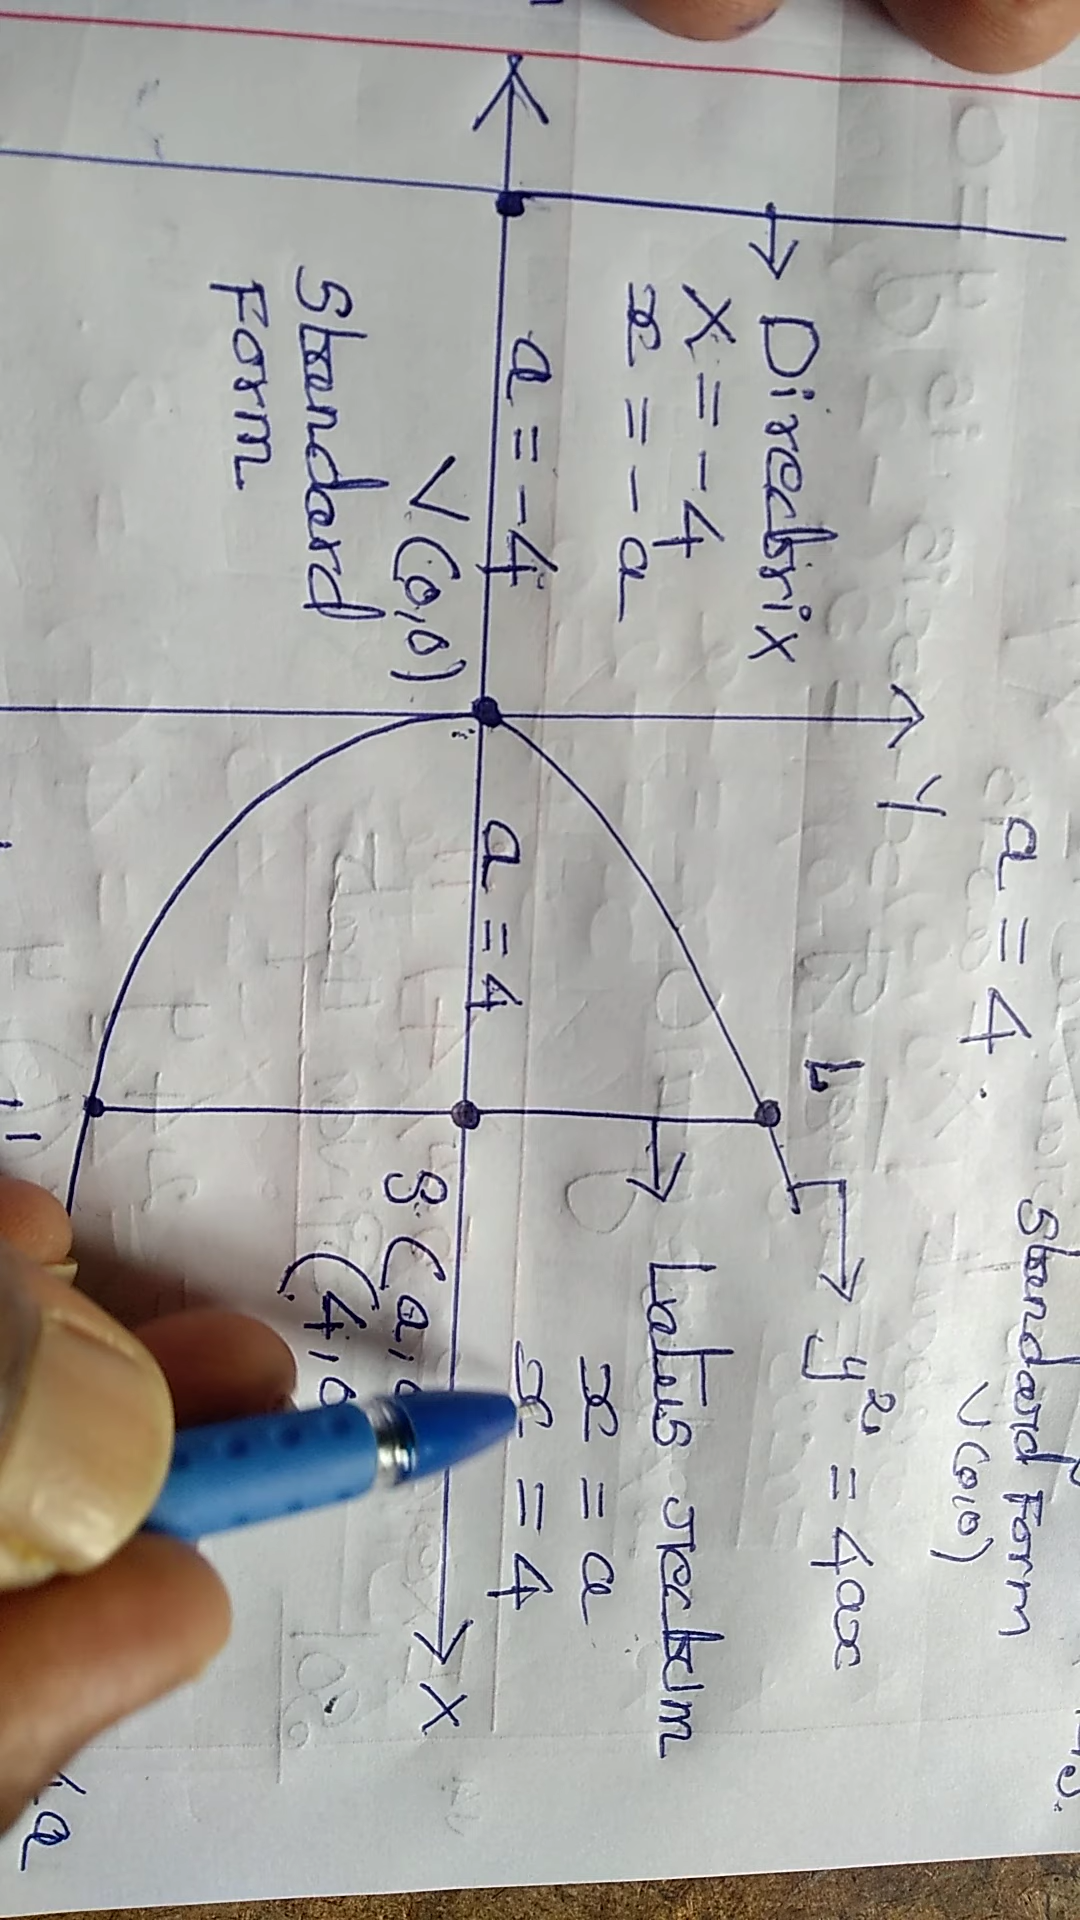 a = 4.
Standard Form
V(0,0)
Y
L
y² = 4ax
Directrix
X = -4
x = -a
Latus rectum
x = a
x = 4
a = -4
a = 4
V(0,0)
S(a,
(4,0
X
Standard
Form